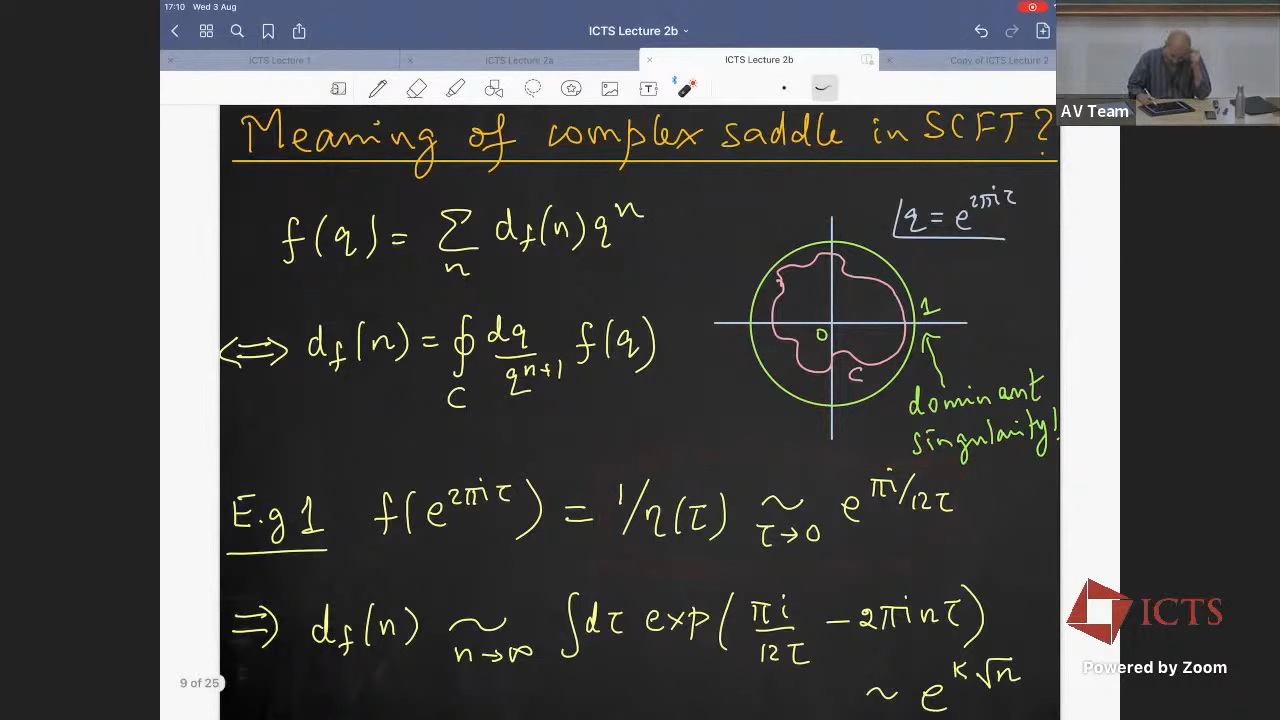 17:10 Wed 3 Aug
ICTS Lecture 2b
ICTS Lecture 1
ICTS Lecture 2a
ICTS Lecture 2b
Copy of ICTS Lecture 2
AV Team
Meaning of complex saddle in SCFT?
f(q) = ∑_n d_f(n) q^n
q = e^{2πiτ}
⟺ d_f(n) = ∮_C dq/q^{n+1} f(q)
0
1
C
dominant
singularity!
E.g 1 f(e^{2πiτ}) = 1/η(τ) ~_{τ→0} e^{πi/12τ}
⇒ d_f(n) ~_{n→∞} ∫dτ exp(πi/12τ − 2πinτ)
~ e^{K√n}
9 of 25
ICTS
Powered by Zoom